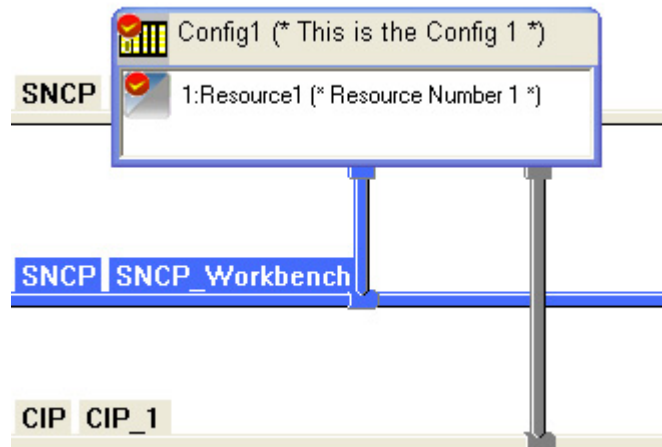 Config1 (* This is the Config 1 *)
SNCP
1:Resource1 (* Resource Number 1 *)
SNCP SNCP_Workbench
CIP CIP_1